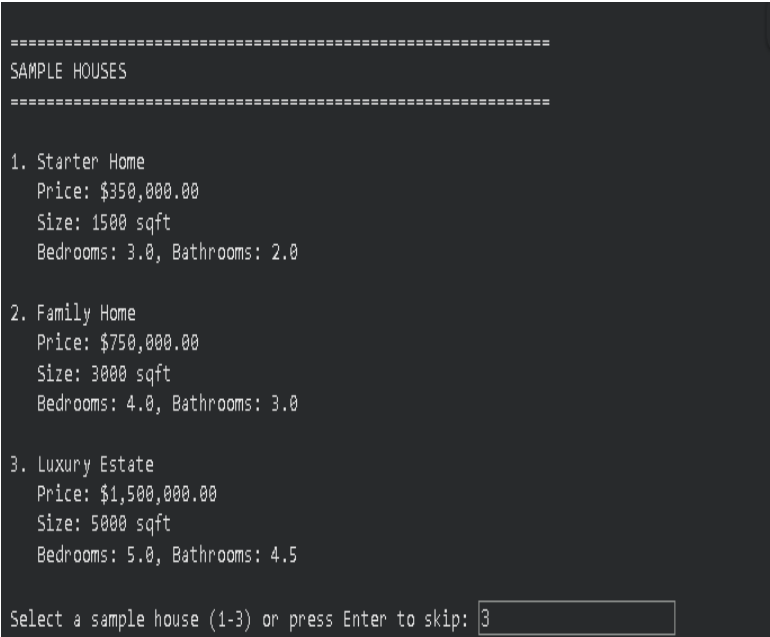 ============================================================
SAMPLE HOUSES
============================================================
1. Starter Home
Price: $350,000.00
Size: 1500 sqft
Bedrooms: 3.0, Bathrooms: 2.0
2. Family Home
Price: $750,000.00
Size: 3000 sqft
Bedrooms: 4.0, Bathrooms: 3.0
3. Luxury Estate
Price: $1,500,000.00
Size: 5000 sqft
Bedrooms: 5.0, Bathrooms: 4.5
Select a sample house (1-3) or press Enter to skip: 3